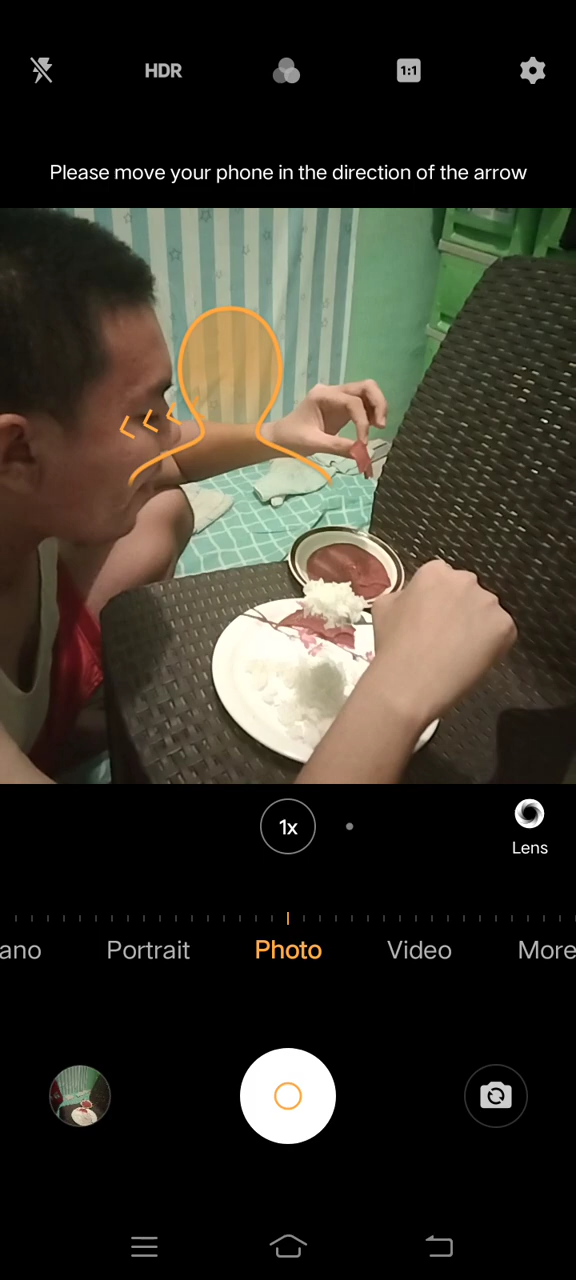 HDR
1:1
Please move your phone in the direction of the arrow
1x
Lens
ano
Portrait
Photo
Video
More